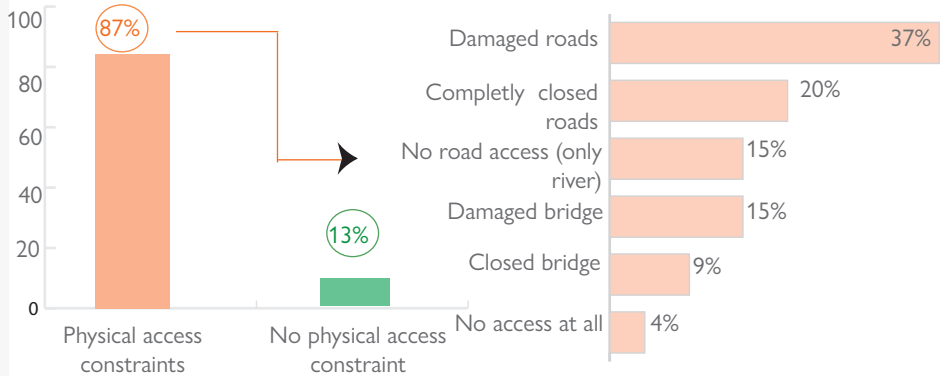 100
80
60
40
20
0
87%
13%
Physical access
constraints
No physical access
constraint
Damaged roads
37%
Completly closed
roads
20%
No road access (only
river)
15%
Damaged bridge
15%
Closed bridge
9%
No access at all
4%